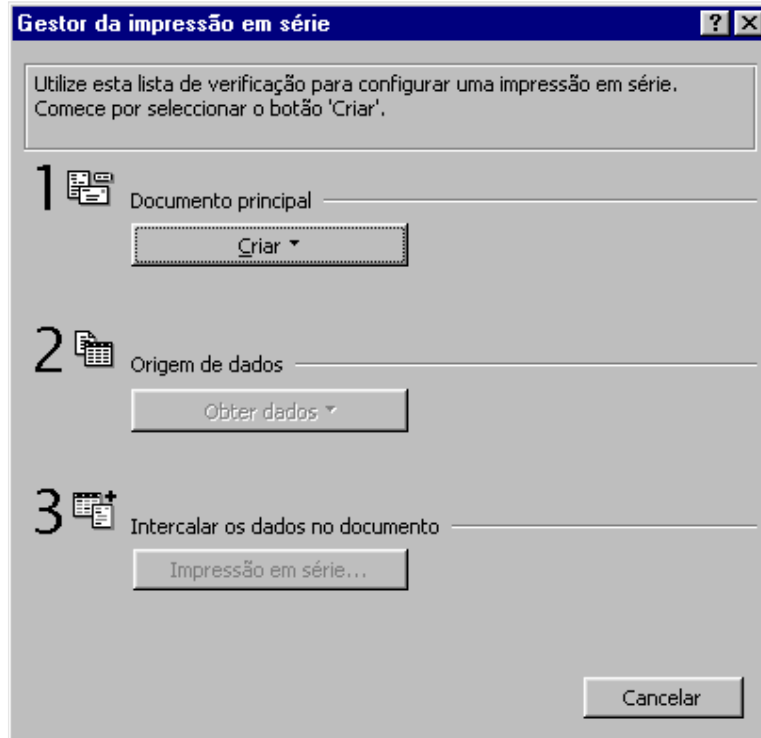 Gestor da impressão em série
Utilize esta lista de verificação para configurar uma impressão em série.
Comece por seleccionar o botão 'Criar'.
1
Documento principal
Criar
2
Origem de dados
Obter dados
3
Intercalar os dados no documento
Impressão em série...
Cancelar